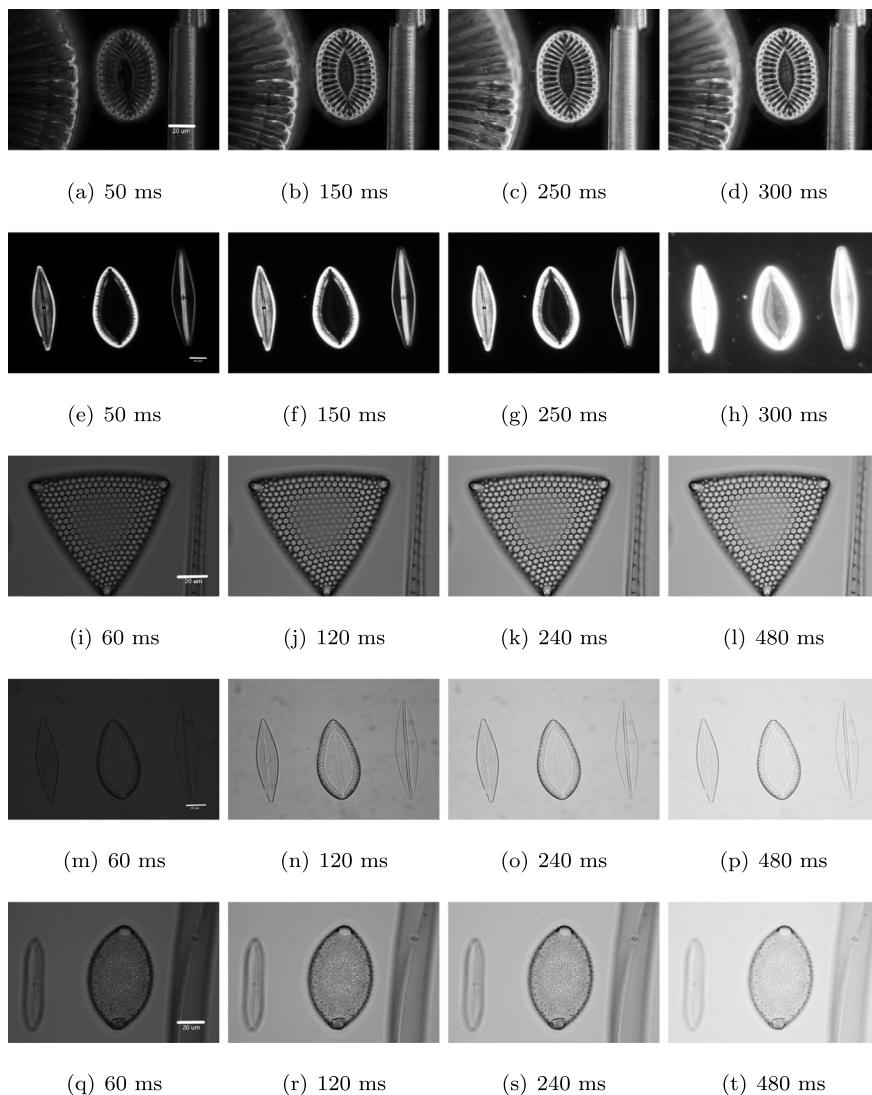 20 um
(a) 50 ms
(b) 150 ms
(c) 250 ms
(d) 300 ms
(e) 50 ms
(f) 150 ms
(g) 250 ms
(h) 300 ms
20 um
(i) 60 ms
(j) 120 ms
(k) 240 ms
(l) 480 ms
(m) 60 ms
(n) 120 ms
(o) 240 ms
(p) 480 ms
20 um
(q) 60 ms
(r) 120 ms
(s) 240 ms
(t) 480 ms